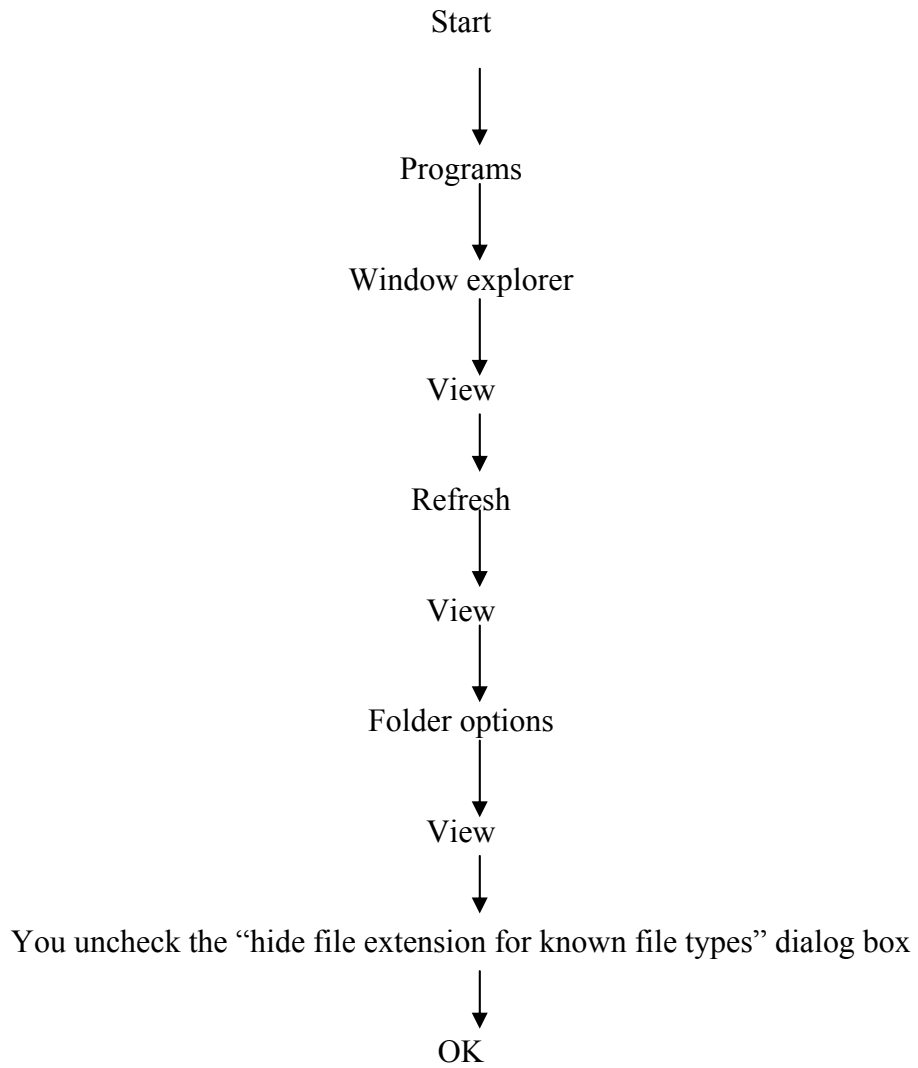 Start
Programs
Window explorer
View
Refresh
View
Folder options
View
You uncheck the “hide file extension for known file types” dialog box
OK